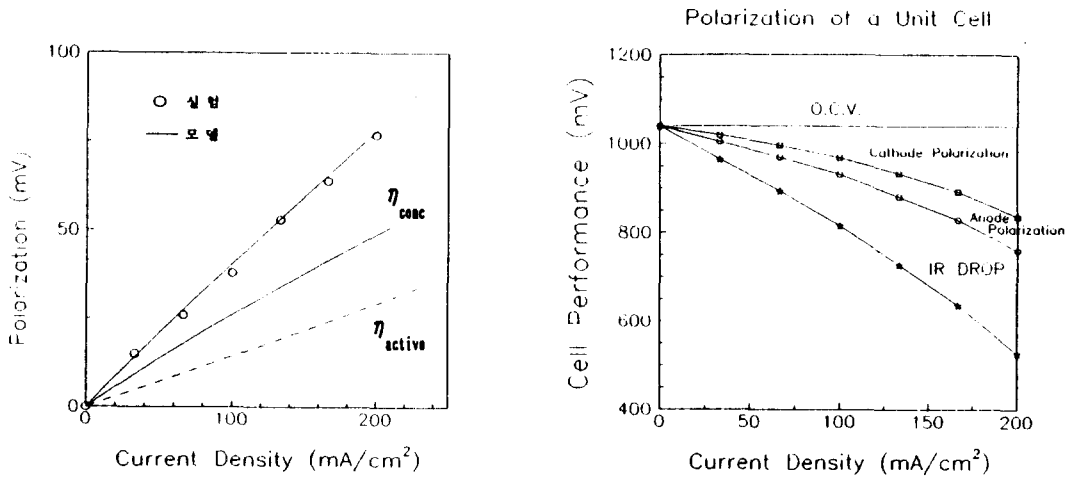 100
50
0
Polarization (mV)
실험
모델
η conc
η active
0
100
200
Current Density (mA/cm²)
Polarization of a Unit Cell
1200
1000
800
600
400
Cell Performance (mV)
O.C.V.
Cathode Polarization
Anode
Polarization
IR DROP
0
50
100
150
200
Current Density (mA/cm²)